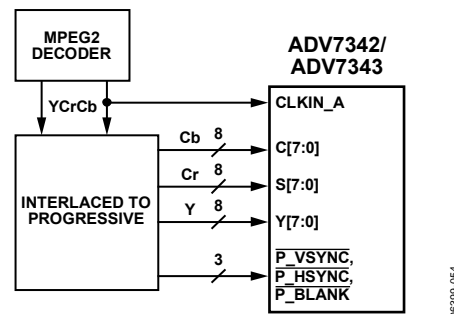 MPEG2
DECODER
ADV7342/
ADV7343
YCrCb
CLKIN_A
Cb 8
C[7:0]
Cr 8
S[7:0]
INTERLACED TO
PROGRESSIVE
Y 8
Y[7:0]
3
P_VSYNC,
P_HSYNC,
P_BLANK